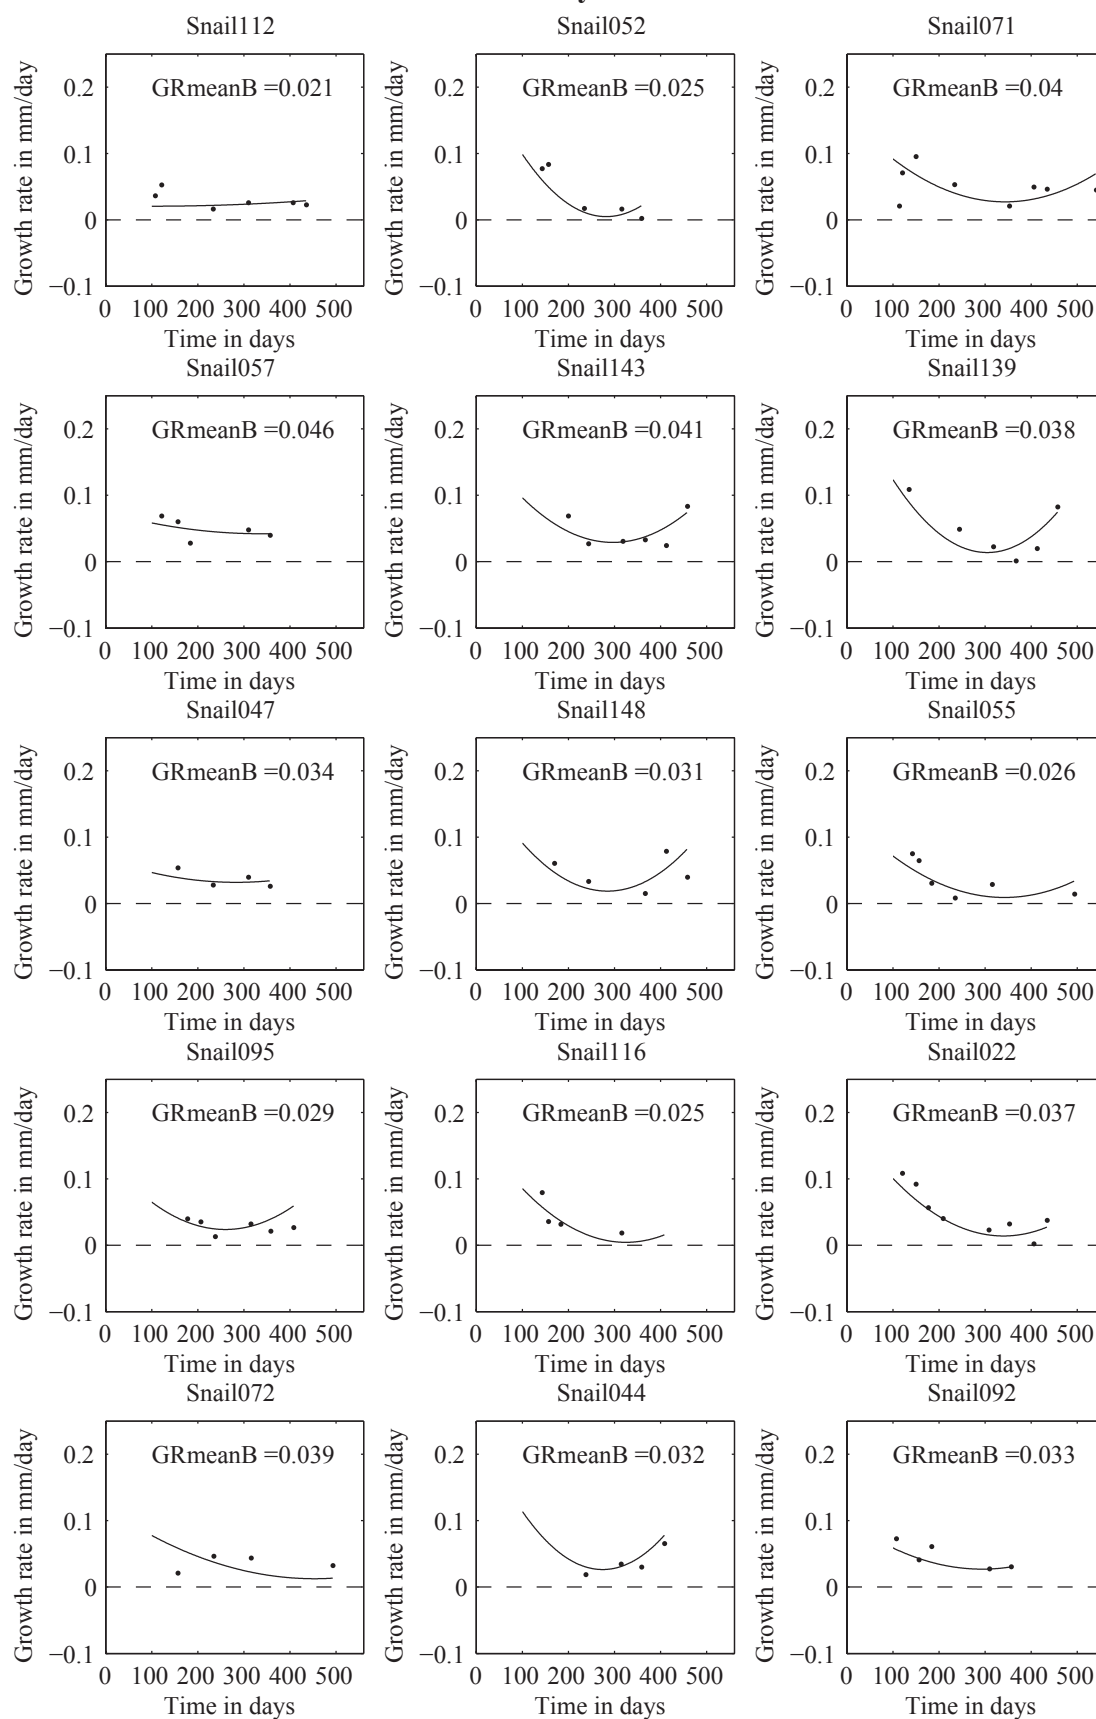 Snail112 Snail052 Snail071
GRmeanB =0.021 GRmeanB =0.025 GRmeanB =0.04
Growth rate in mm/day Growth rate in mm/day Growth rate in mm/day
0.2 0.2 0.2
0.1 0.1 0.1
0 0 0
−0.1 −0.1 −0.1
0 100 200 300 400 500 0 100 200 300 400 500 0 100 200 300 400 500
Time in days Time in days Time in days
Snail057 Snail143 Snail139
GRmeanB =0.046 GRmeanB =0.041 GRmeanB =0.038
Growth rate in mm/day Growth rate in mm/day Growth rate in mm/day
0.2 0.2 0.2
0.1 0.1 0.1
0 0 0
−0.1 −0.1 −0.1
0 100 200 300 400 500 0 100 200 300 400 500 0 100 200 300 400 500
Time in days Time in days Time in days
Snail047 Snail148 Snail055
GRmeanB =0.034 GRmeanB =0.031 GRmeanB =0.026
Growth rate in mm/day Growth rate in mm/day Growth rate in mm/day
0.2 0.2 0.2
0.1 0.1 0.1
0 0 0
−0.1 −0.1 −0.1
0 100 200 300 400 500 0 100 200 300 400 500 0 100 200 300 400 500
Time in days Time in days Time in days
Snail095 Snail116 Snail022
GRmeanB =0.029 GRmeanB =0.025 GRmeanB =0.037
Growth rate in mm/day Growth rate in mm/day Growth rate in mm/day
0.2 0.2 0.2
0.1 0.1 0.1
0 0 0
−0.1 −0.1 −0.1
0 100 200 300 400 500 0 100 200 300 400 500 0 100 200 300 400 500
Time in days Time in days Time in days
Snail072 Snail044 Snail092
GRmeanB =0.039 GRmeanB =0.032 GRmeanB =0.033
Growth rate in mm/day Growth rate in mm/day Growth rate in mm/day
0.2 0.2 0.2
0.1 0.1 0.1
0 0 0
−0.1 −0.1 −0.1
0 100 200 300 400 500 0 100 200 300 400 500 0 100 200 300 400 500
Time in days Time in days Time in days